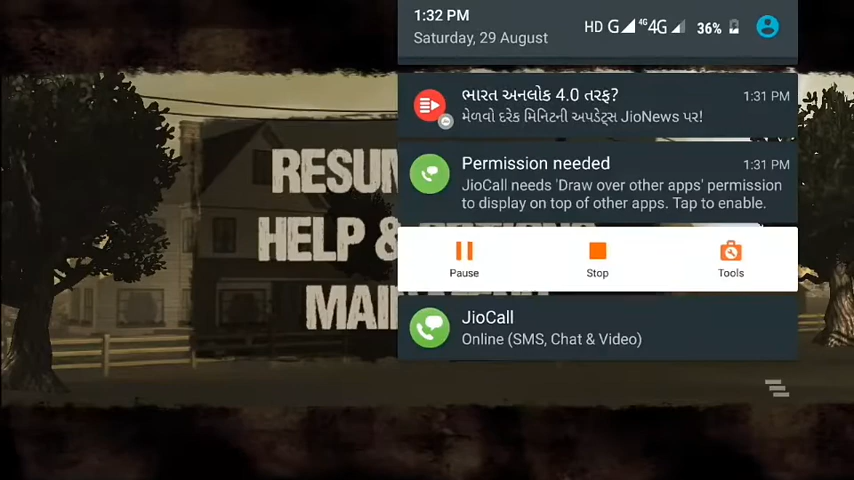 1:32 PM
HD G 4G 4G 36%
Saturday, 29 August
ભારત અનલોક 4.0 તરફ? 1:31 PM
મેળવો દરેક મિનિટની અપડેટ્સ JioNews પર!
Permission needed 1:31 PM
JioCall needs 'Draw over other apps' permission
to display on top of other apps. Tap to enable.
Pause Stop Tools
JioCall
Online (SMS, Chat & Video)
RESUM
HELP &
MAI